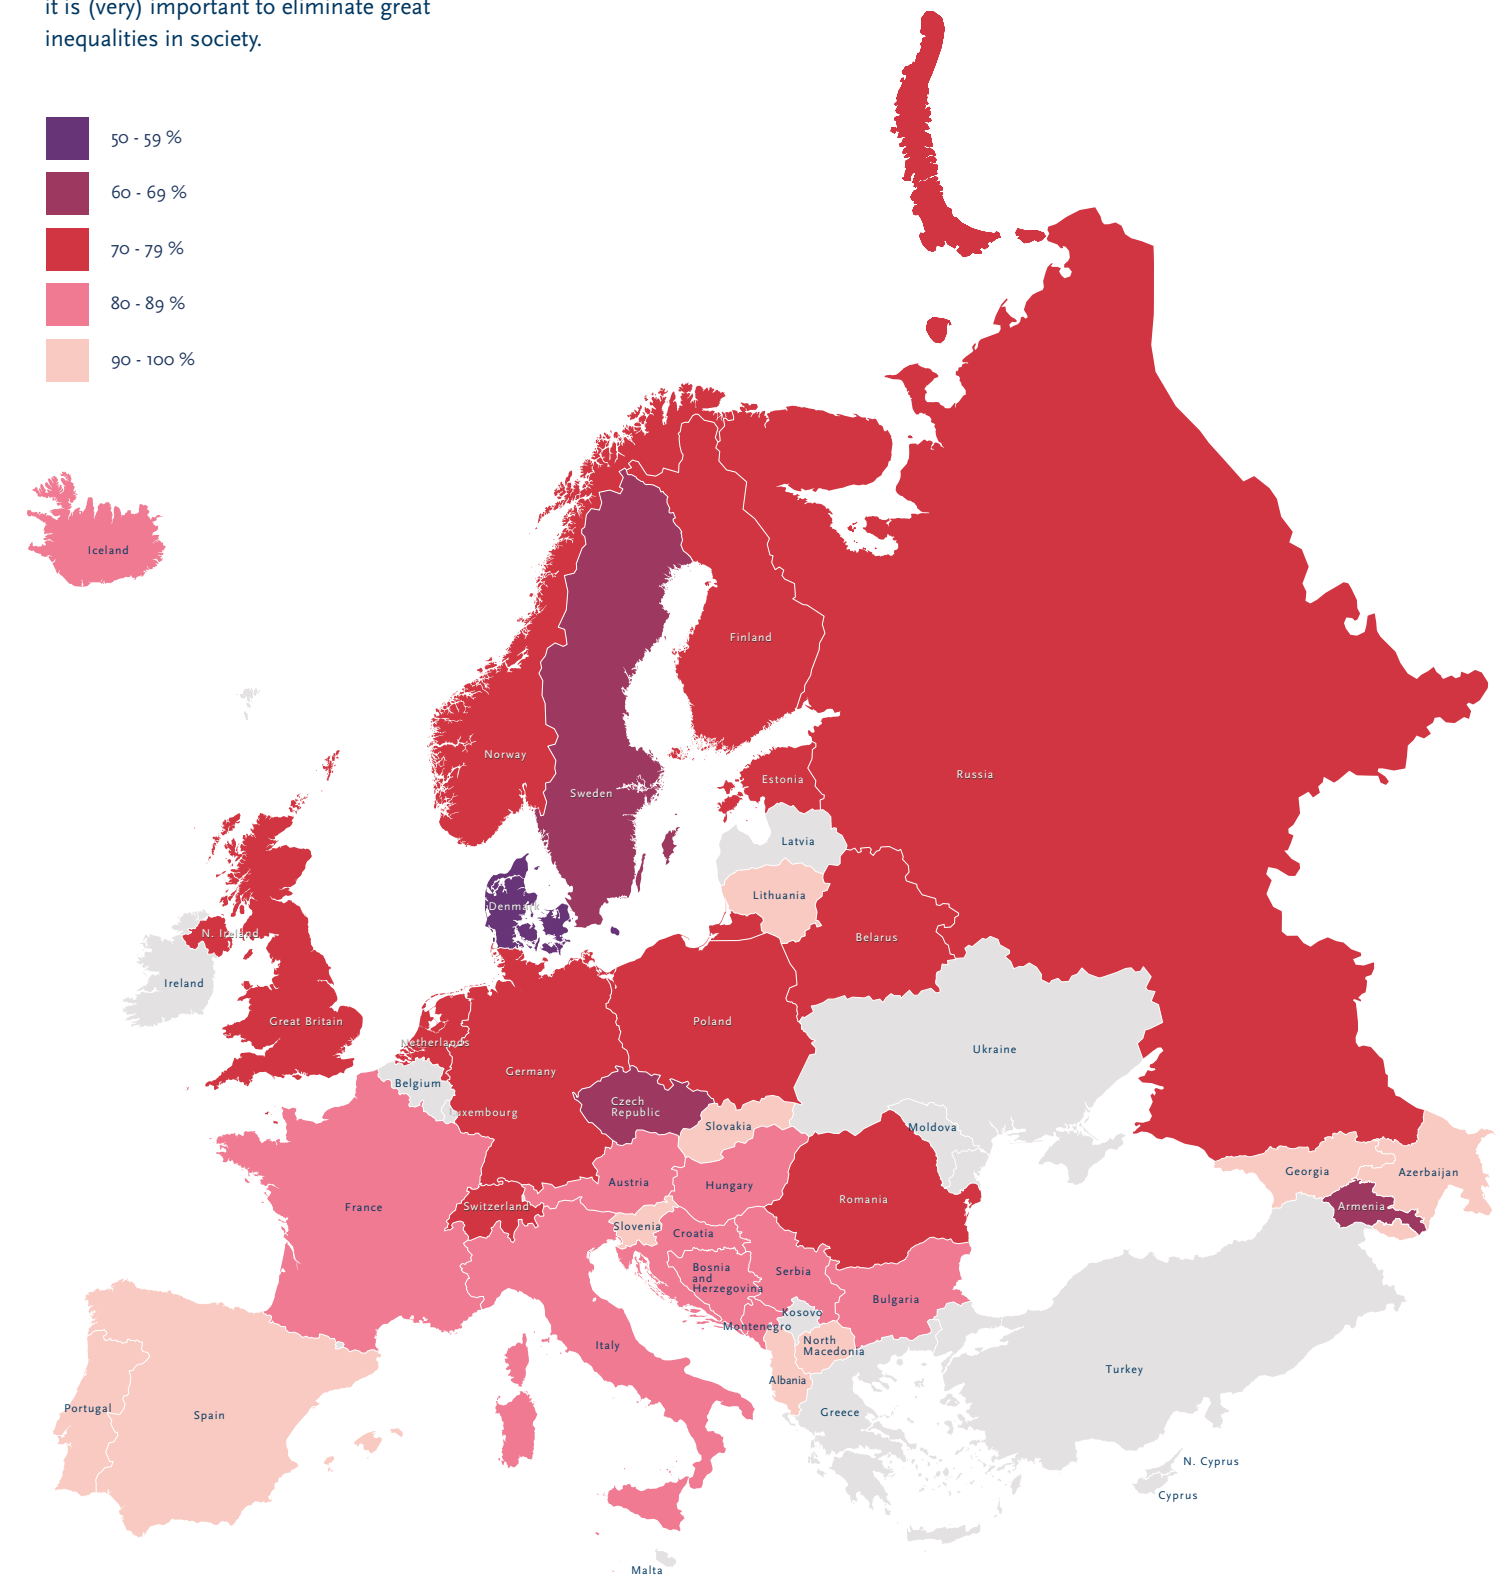 it is (very) important to eliminate great
inequalities in society.
50 - 59 %
60 - 69 %
70 - 79 %
80 - 89 %
90 - 100 %
Iceland
Finland
Norway
Russia
Estonia
Sweden
Latvia
Lithuania
Denmark
N. Ireland
Belarus
Ireland
Great Britain
Poland
Netherlands
Ukraine
Germany
Belgium
Czech
Republic
Luxembourg
Slovakia
Moldova
Georgia
Azerbaijan
Austria
Hungary
Romania
France
Switzerland
Armenia
Slovenia
Croatia
Bosnia
and
Herzegovina
Serbia
Bulgaria
Kosovo
Montenegro
North
Macedonia
Italy
Turkey
Albania
Portugal
Spain
Greece
N. Cyprus
Cyprus
Malta